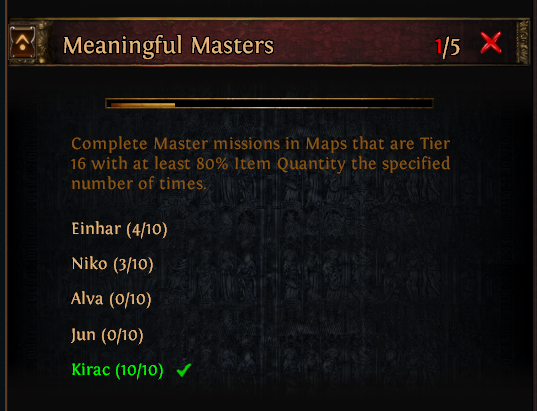 Meaningful Masters 1/5
Complete Master missions in Maps that are Tier
16 with at least 80% Item Quantity the specified
number of times.
Einhar (4/10)
Niko (3/10)
Alva (0/10)
Jun (0/10)
Kirac (10/10)